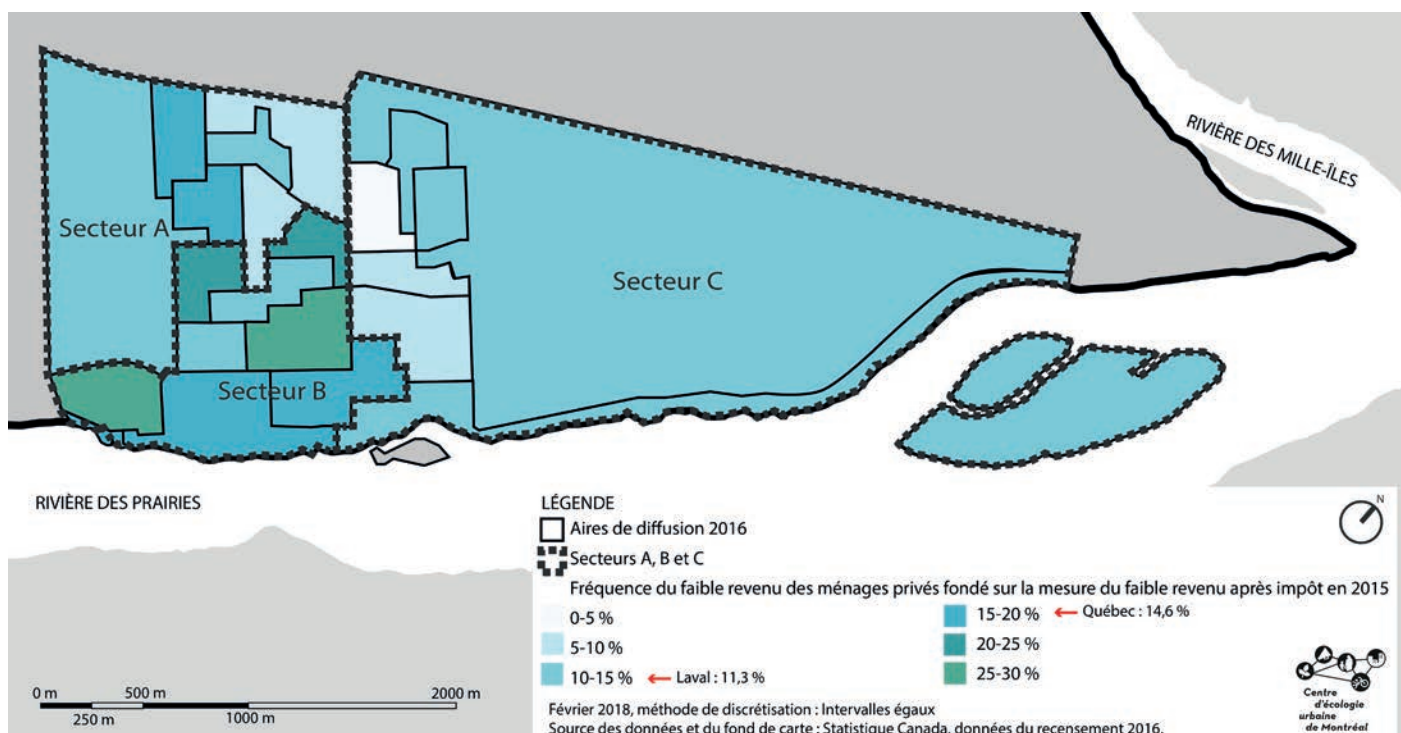 RIVIÈRE DES MILLE-ÎLES
Secteur A
Secteur C
Secteur B
RIVIÈRE DES PRAIRIES
LÉGENDE
Aires de diffusion 2016
Secteurs A, B et C
Fréquence du faible revenu des ménages privés fondé sur la mesure du faible revenu après impôt en 2015
0-5 %
5-10 %
10-15 % ← Laval : 11,3 %
15-20 % ← Québec : 14,6 %
20-25 %
25-30 %
N
0 m 500 m 2000 m
250 m 1000 m
Février 2018, méthode de discrétisation : Intervalles égaux
Source des données et du fond de carte : Statistique Canada, données du recensement 2016.
Centre
d'écologie
urbaine
de Montréal